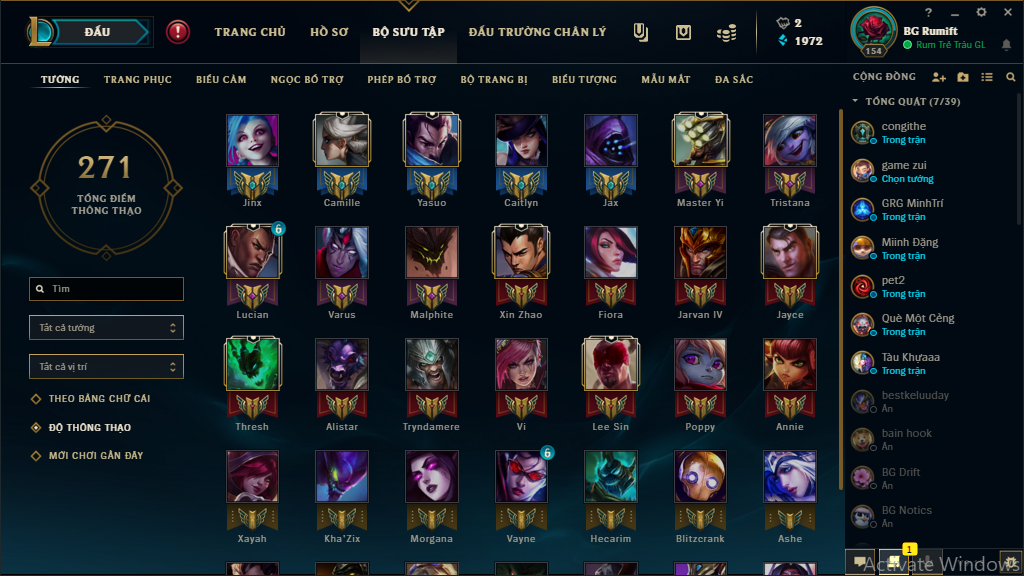 ĐẤU
TRANG CHỦ
HỒ SƠ
BỘ SƯU TẬP
ĐẤU TRƯỜNG CHÂN LÝ
2
1972
154
BG Rumift
Rum Trẻ Trâu GL
TƯỚNG
TRANG PHỤC
BIỂU CẢM
NGỌC BỔ TRỢ
PHÉP BỔ TRỢ
BỘ TRANG BỊ
BIỂU TƯỢNG
MẪU MẮT
ĐA SẮC
271
TỔNG ĐIỂM
THÔNG THẠO
Tìm
Tất cả tướng
Tất cả vị trí
THEO BẢNG CHỮ CÁI
ĐỘ THÔNG THẠO
MỚI CHƠI GẦN ĐÂY
Jinx
Camille
Yasuo
Caitlyn
Jax
Master Yi
Tristana
6
Lucian
Varus
Malphite
Xin Zhao
Fiora
Jarvan IV
Jayce
Thresh
Alistar
Tryndamere
Vi
Lee Sin
Poppy
Annie
6
Xayah
Kha'Zix
Morgana
Vayne
Hecarim
Blitzcrank
Ashe
CỘNG ĐỒNG
TỔNG QUÁT (7/39)
congithe
Trong trận
game zui
Chọn tướng
GRG MinhTrí
Trong trận
Miinh Đặng
Trong trận
pet2
Trong trận
Què Một Cẳng
Trong trận
Tàu Khựaaa
Trong trận
bestkeluuday
Ẩn
bain hook
Ẩn
BG Drift
Ẩn
BG Notics
Ẩn
1
Activate Windows